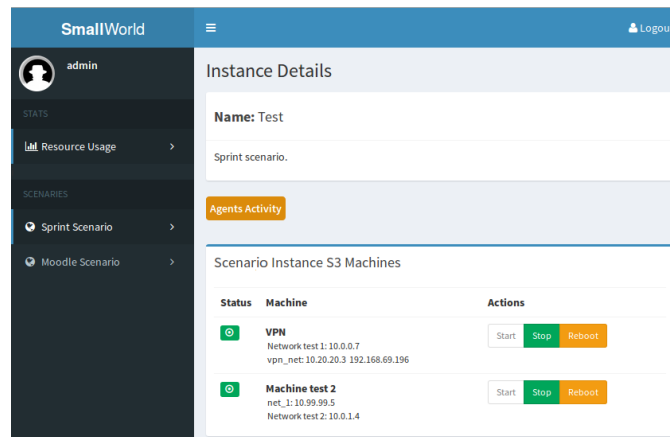 SmallWorld
Logou
admin
Instance Details
STATS
Name: Test
Resource Usage
Sprint scenario.
SCENARIES
Agents Activity
Sprint Scenario
Moodle Scenario
Scenario Instance S3 Machines
Status Machine Actions
VPN Start Stop Reboot
Network test 1: 10.0.0.7
vpn_net: 10.20.20.3 192.168.69.196
Machine test 2 Start Stop Reboot
net_1: 10.99.99.5
Network test 2: 10.0.1.4